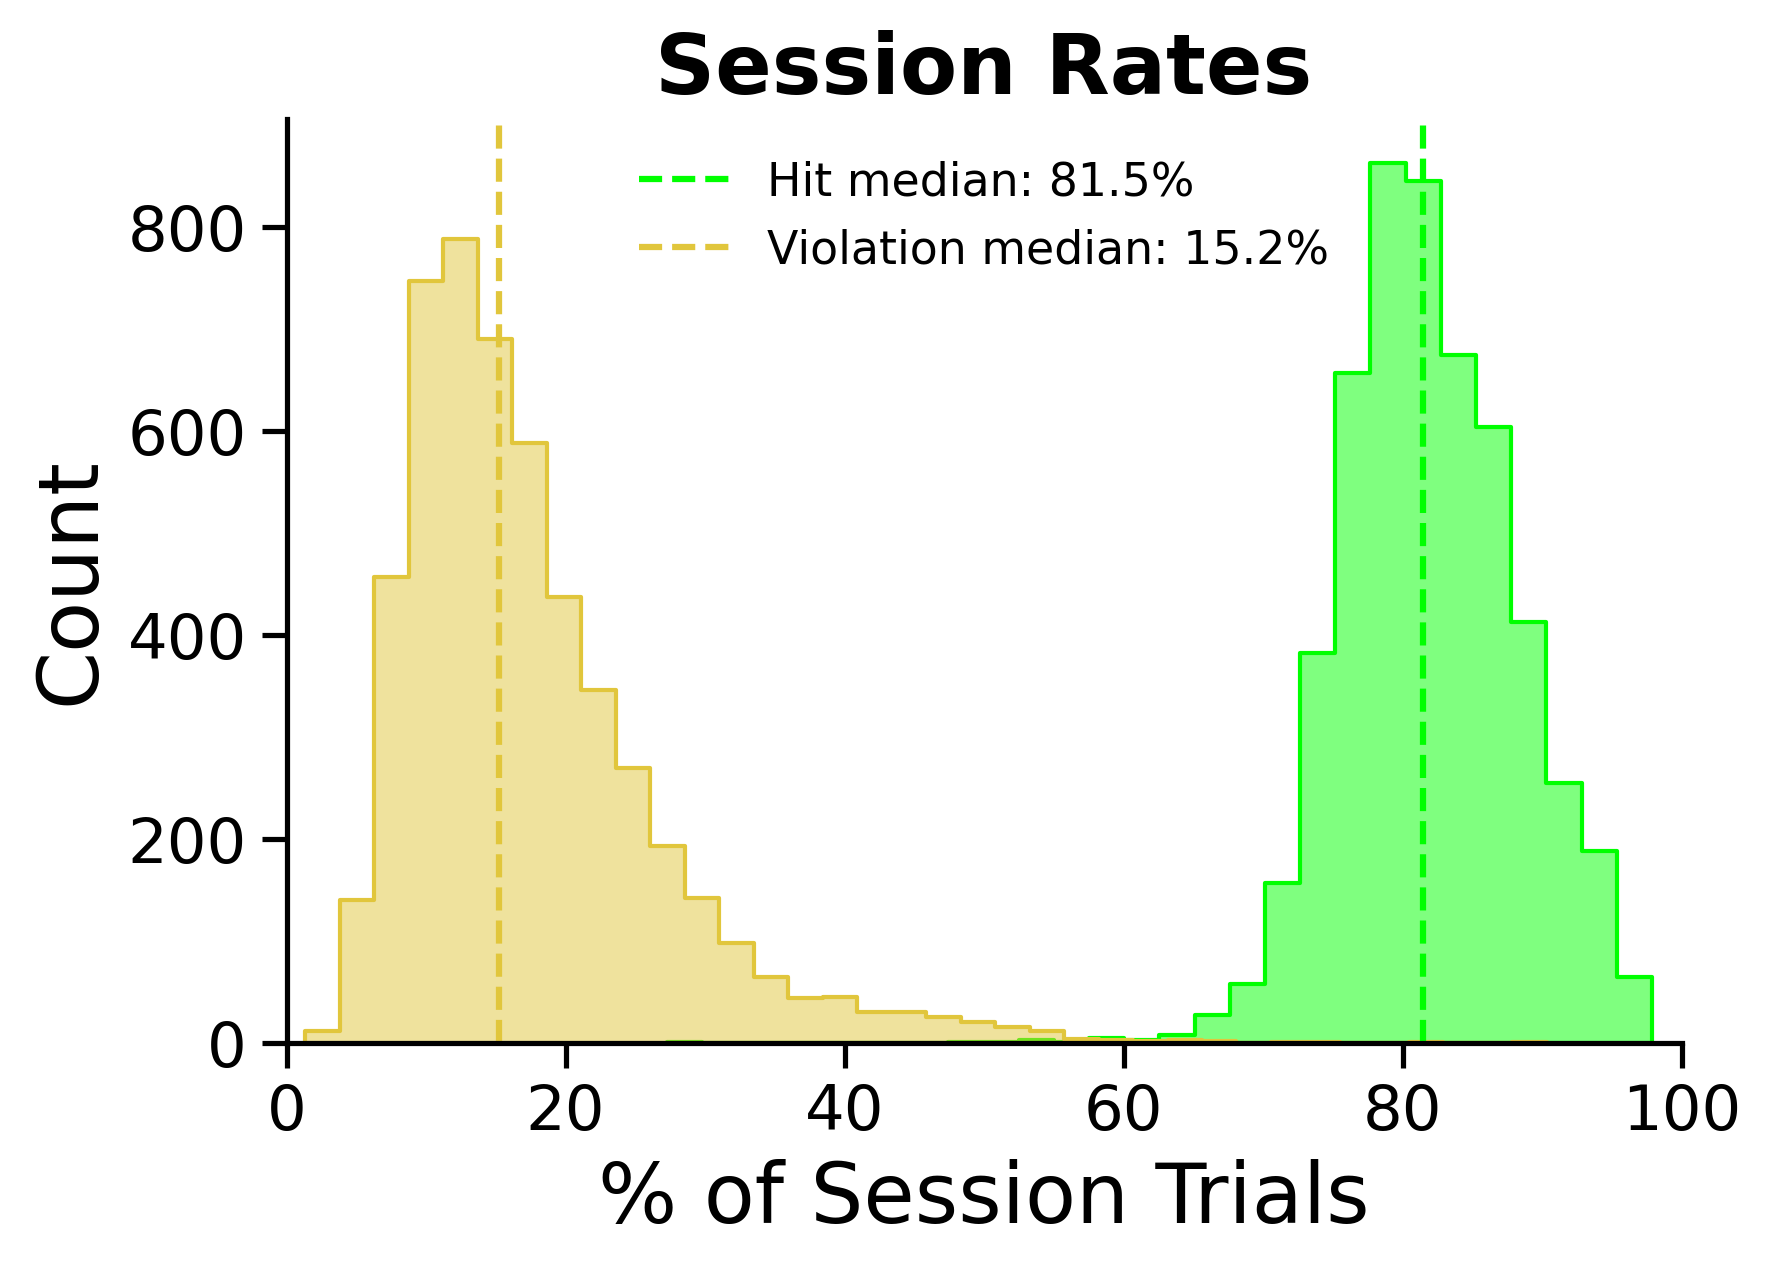 Session Rates
Hit median: 81.5%
Violation median: 15.2%
Count
800
600
400
200
0
0 20 40 60 80 100
% of Session Trials